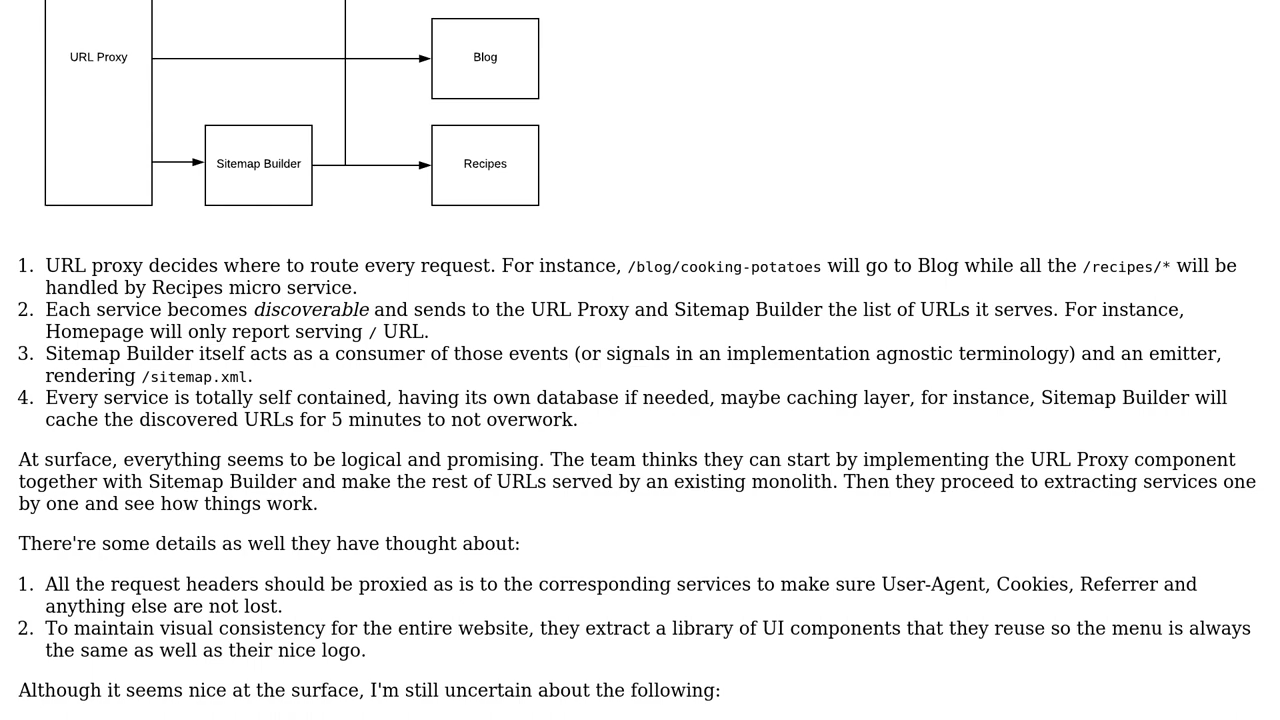 URL Proxy
Blog
Sitemap Builder
Recipes
1. URL proxy decides where to route every request. For instance, /blog/cooking-potatoes will go to Blog while all the /recipes/* will be
handled by Recipes micro service.
2. Each service becomes discoverable and sends to the URL Proxy and Sitemap Builder the list of URLs it serves. For instance,
Homepage will only report serving / URL.
3. Sitemap Builder itself acts as a consumer of those events (or signals in an implementation agnostic terminology) and an emitter,
rendering /sitemap.xml.
4. Every service is totally self contained, having its own database if needed, maybe caching layer, for instance, Sitemap Builder will
cache the discovered URLs for 5 minutes to not overwork.
At surface, everything seems to be logical and promising. The team thinks they can start by implementing the URL Proxy component
together with Sitemap Builder and make the rest of URLs served by an existing monolith. Then they proceed to extracting services one
by one and see how things work.
There're some details as well they have thought about:
1. All the request headers should be proxied as is to the corresponding services to make sure User-Agent, Cookies, Referrer and
anything else are not lost.
2. To maintain visual consistency for the entire website, they extract a library of UI components that they reuse so the menu is always
the same as well as their nice logo.
Although it seems nice at the surface, I'm still uncertain about the following: